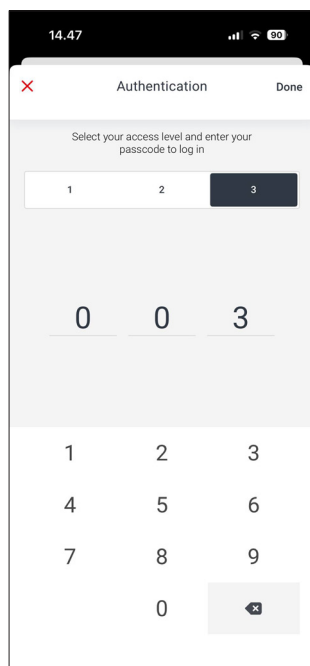 14.47 90
Authentication Done
Select your access level and enter your
passcode to log in
1 2 3
0 0 3
1 2 3
4 5 6
7 8 9
0